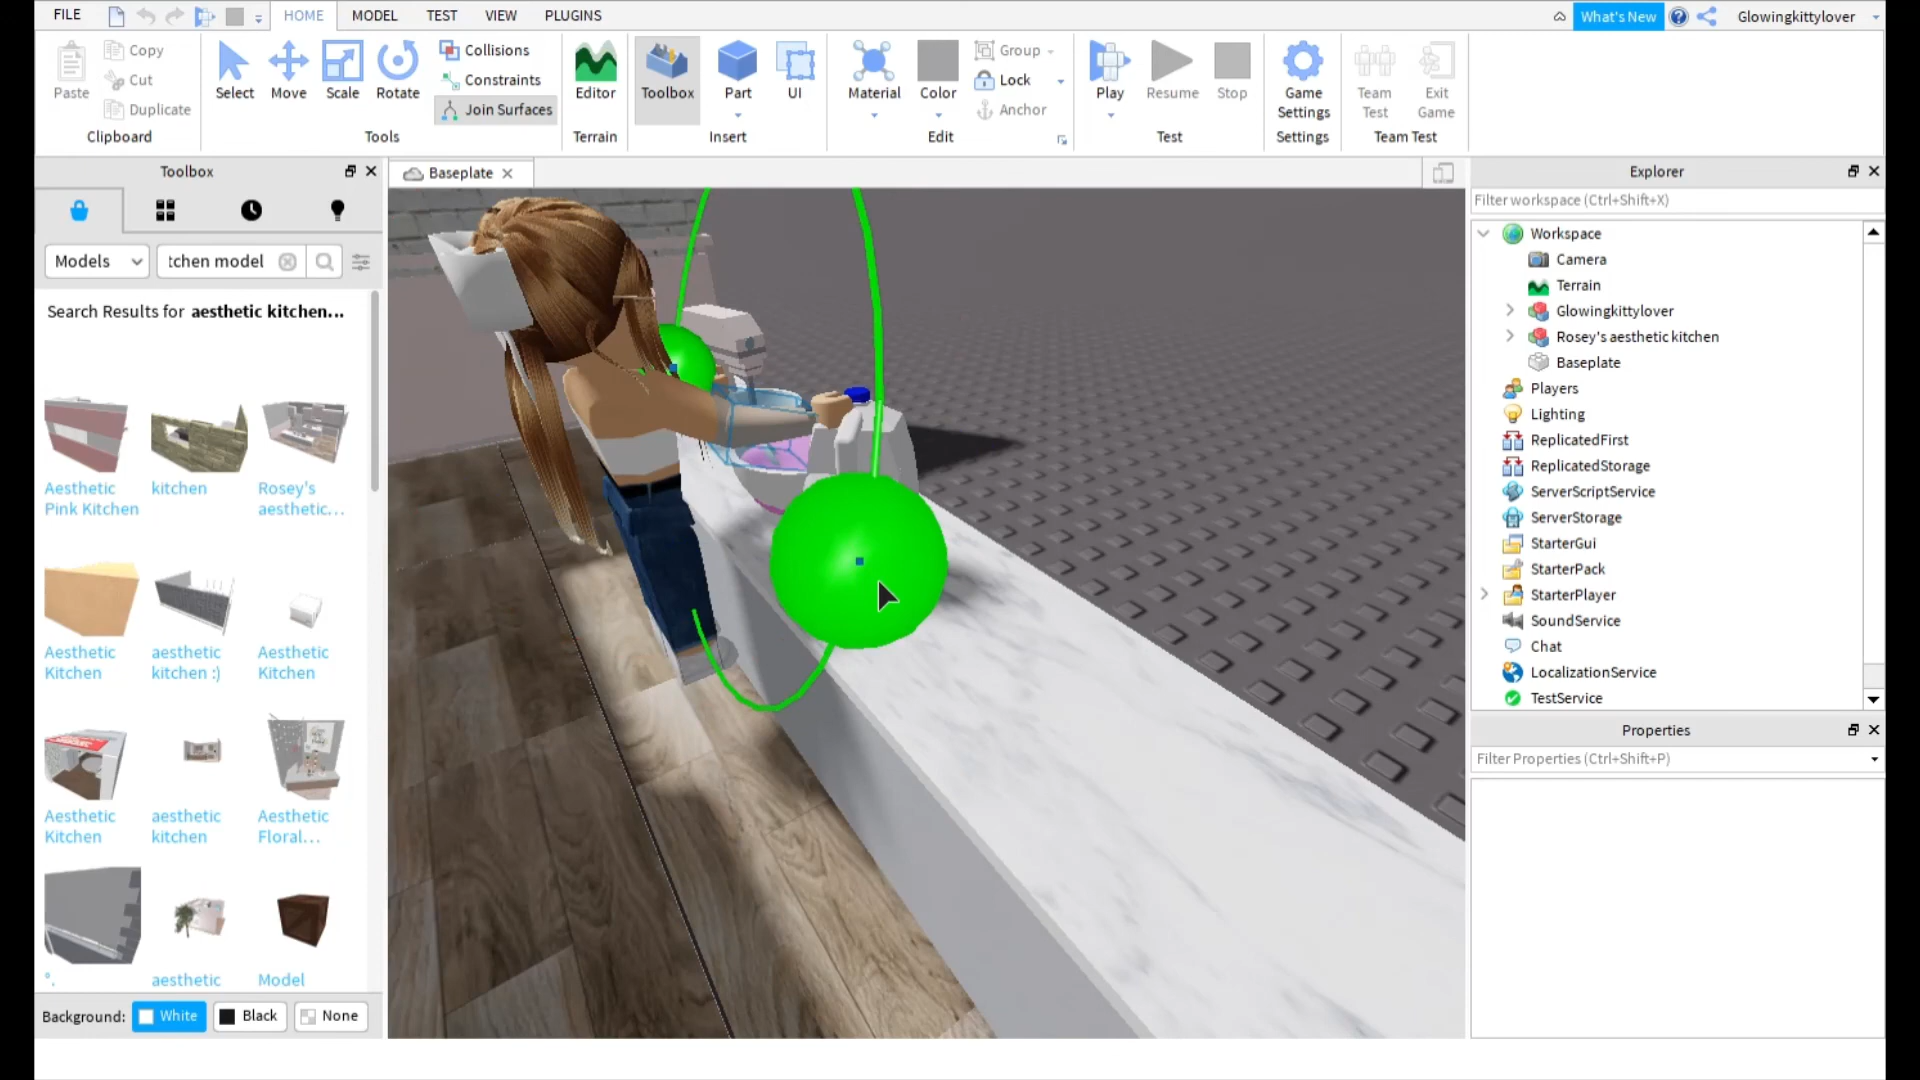 FILE
HOME
MODEL
TEST
VIEW
PLUGINS
What's New
Glowingkittylover
Paste
Copy
Cut
Duplicate
Clipboard
Select
Move
Scale
Rotate
Collisions
Constraints
Join Surfaces
Tools
Editor
Terrain
Toolbox
Part
UI
Insert
Material
Color
Group
Lock
Anchor
Edit
Play
Resume
Stop
Test
Game
Settings
Settings
Team
Test
Exit
Game
Team Test
Toolbox
Models
tchen model
Search Results for aesthetic kitchen...
Aesthetic
Pink Kitchen
kitchen
Rosey's
aesthetic...
Aesthetic
Kitchen
aesthetic
kitchen :)
Aesthetic
Kitchen
Aesthetic
Kitchen
aesthetic
kitchen
Aesthetic
Floral...
°.
aesthetic
Model
Background:
White
Black
None
Baseplate
Explorer
Filter workspace (Ctrl+Shift+X)
Workspace
Camera
Terrain
Glowingkittylover
Rosey's aesthetic kitchen
Baseplate
Players
Lighting
ReplicatedFirst
ReplicatedStorage
ServerScriptService
ServerStorage
StarterGui
StarterPack
StarterPlayer
SoundService
Chat
LocalizationService
TestService
Properties
Filter Properties (Ctrl+Shift+P)